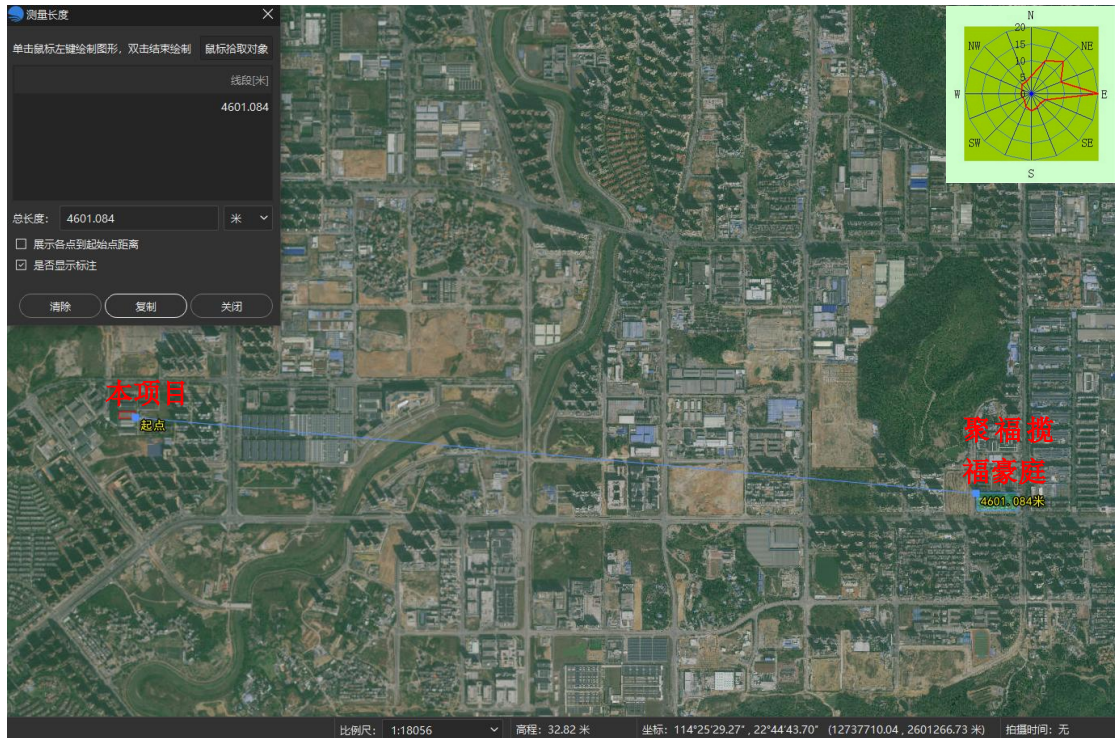 测量长度
单击鼠标左键绘制图形，双击结束绘制 鼠标拾取对象
线段[米]
4601.084
总长度： 4601.084 米
展示各点到起始点距离
是否显示标注
清除 复制 关闭
N
20
15
10
5
0
NW
NE
W
E
SW
SE
S
本项目
起点
聚福揽
福豪庭
4601.084米
比例尺： 1:18056 高程：32.82 米 坐标：114°25'29.27" , 22°44'43.70" (12737710.04 , 2601266.73 米) 拍摄时间：无